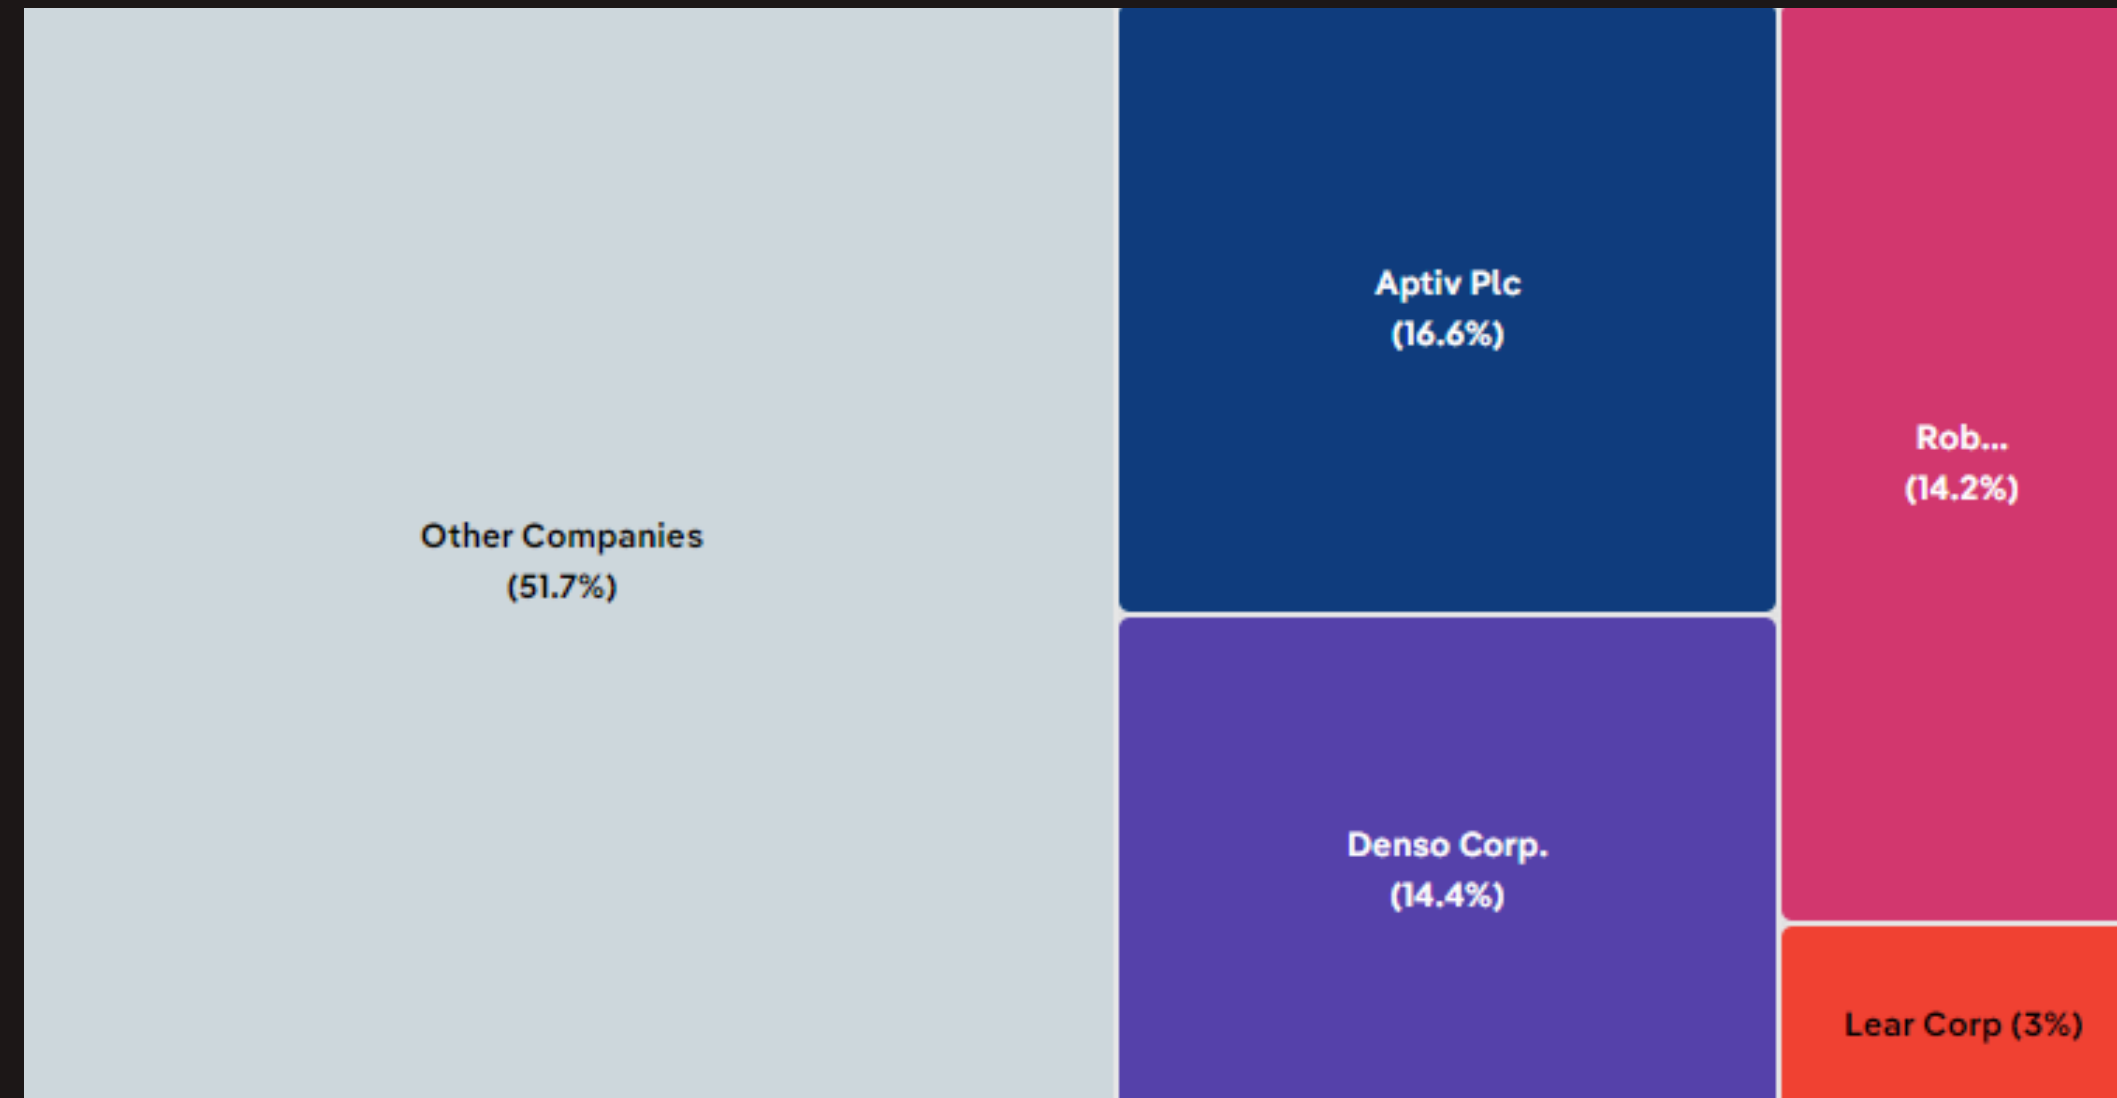 Other Companies
(51.7%)
Aptiv Plc
(16.6%)
Denso Corp.
(14.4%)
Rob...
(14.2%)
Lear Corp (3%)